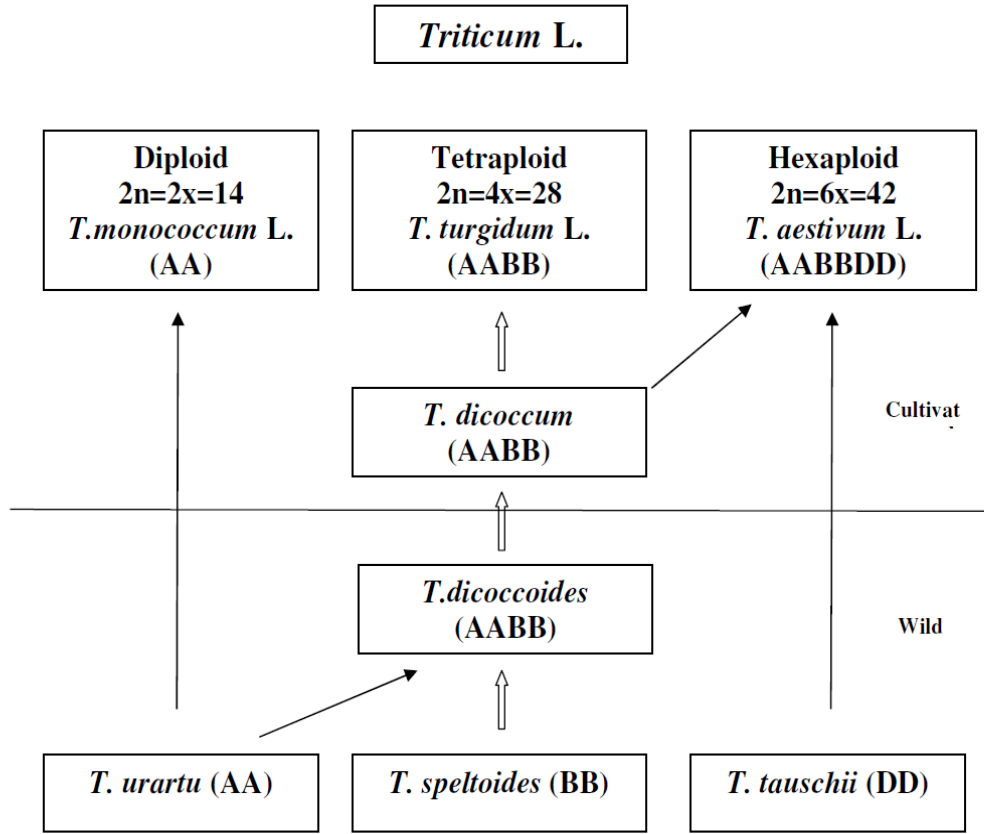 Triticum L.
Diploid
2n=2x=14
T.monococcum L.
(AA)
Tetraploid
2n=4x=28
T. turgidum L.
(AABB)
Hexaploid
2n=6x=42
T. aestivum L.
(AABBDD)
T. dicoccum
(AABB)
Cultivat
T.dicoccoides
(AABB)
Wild
T. urartu (AA)
T. speltoides (BB)
T. tauschii (DD)